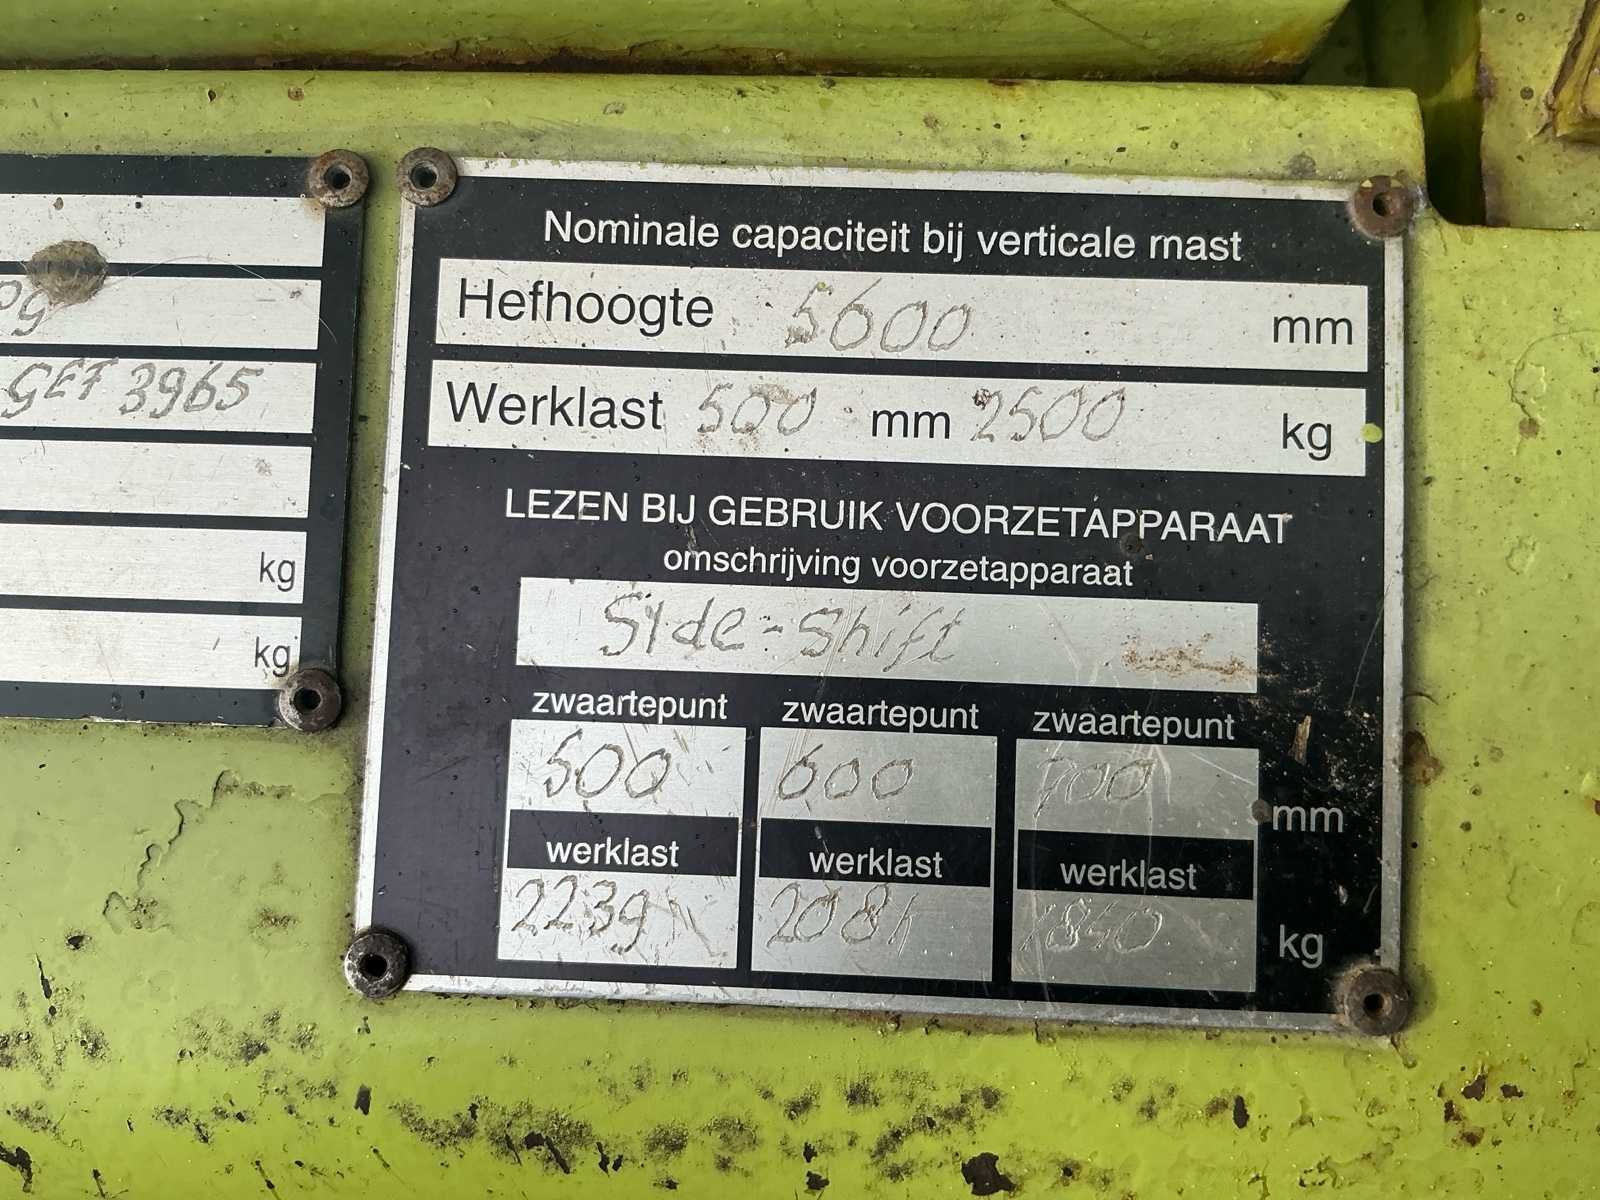 GEF 3965
kg
kg
Nominale capaciteit bij verticale mast
Hefhoogte 5600 mm
Werklast 500 mm 2500 kg
LEZEN BIJ GEBRUIK VOORZETAPPARAAT
omschrijving voorzetapparaat
Side-Shift
zwaartepunt zwaartepunt zwaartepunt
500 600 700 mm
werklast werklast werklast
2239 2081 1840 kg